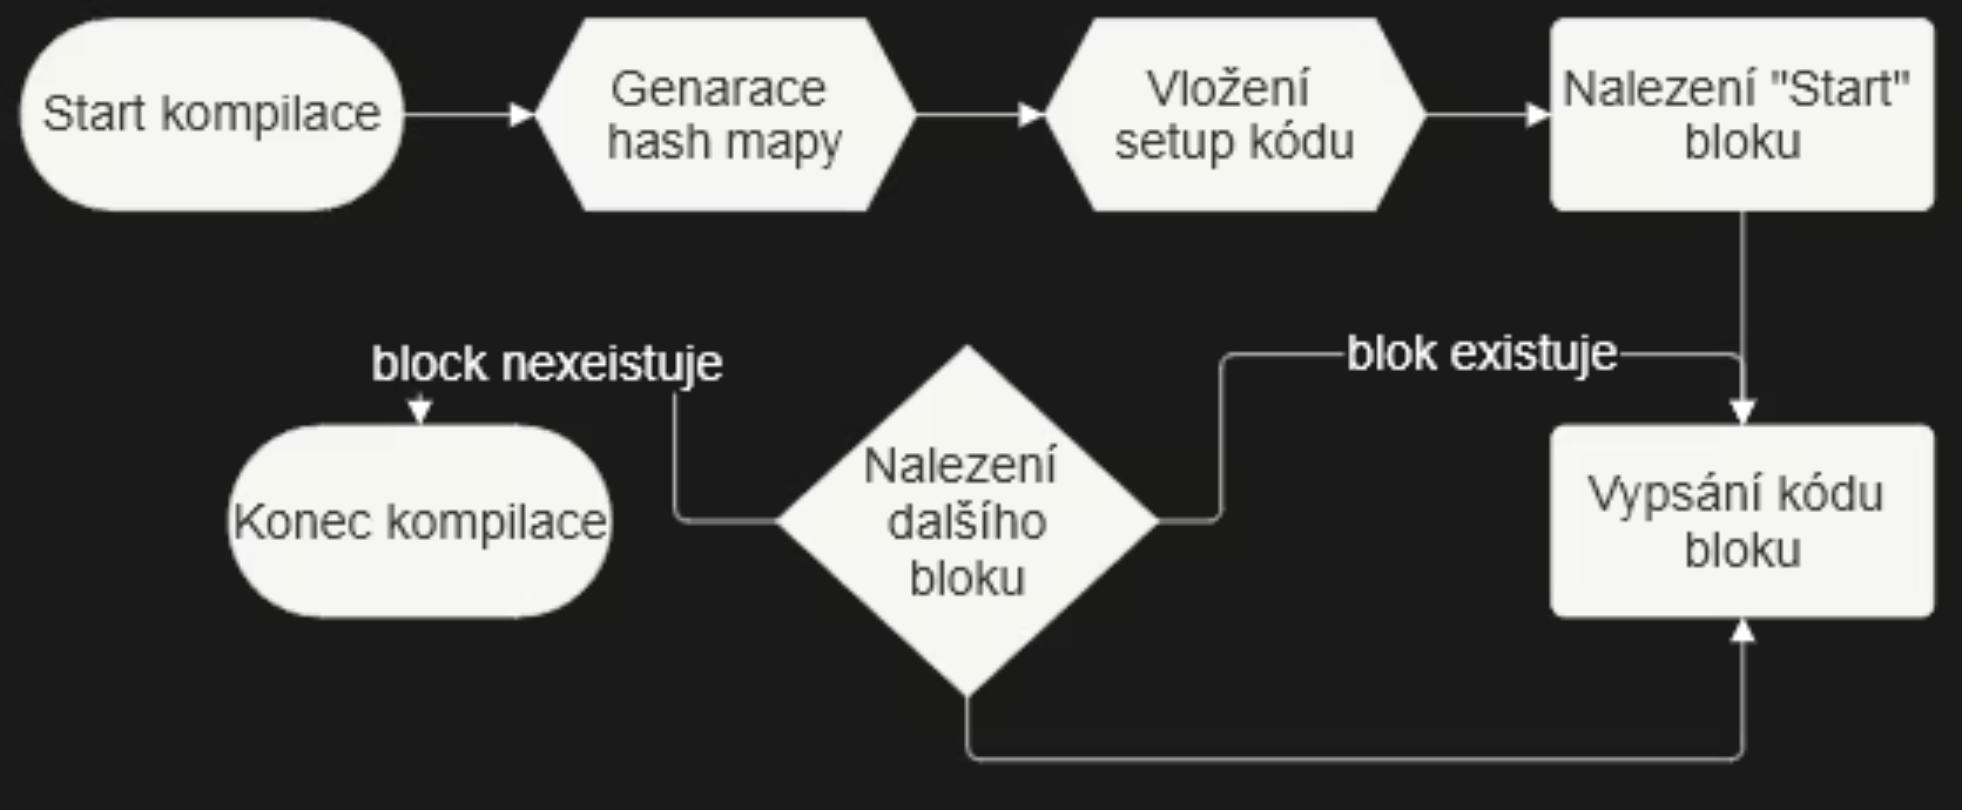 Start kompilace
Genarace
hash mapy
Vložení
setup kódu
Nalezení "Start"
bloku
block nexeistuje
blok existuje
Konec kompilace
Nalezení
dalšího
bloku
Vypsání kódu
bloku